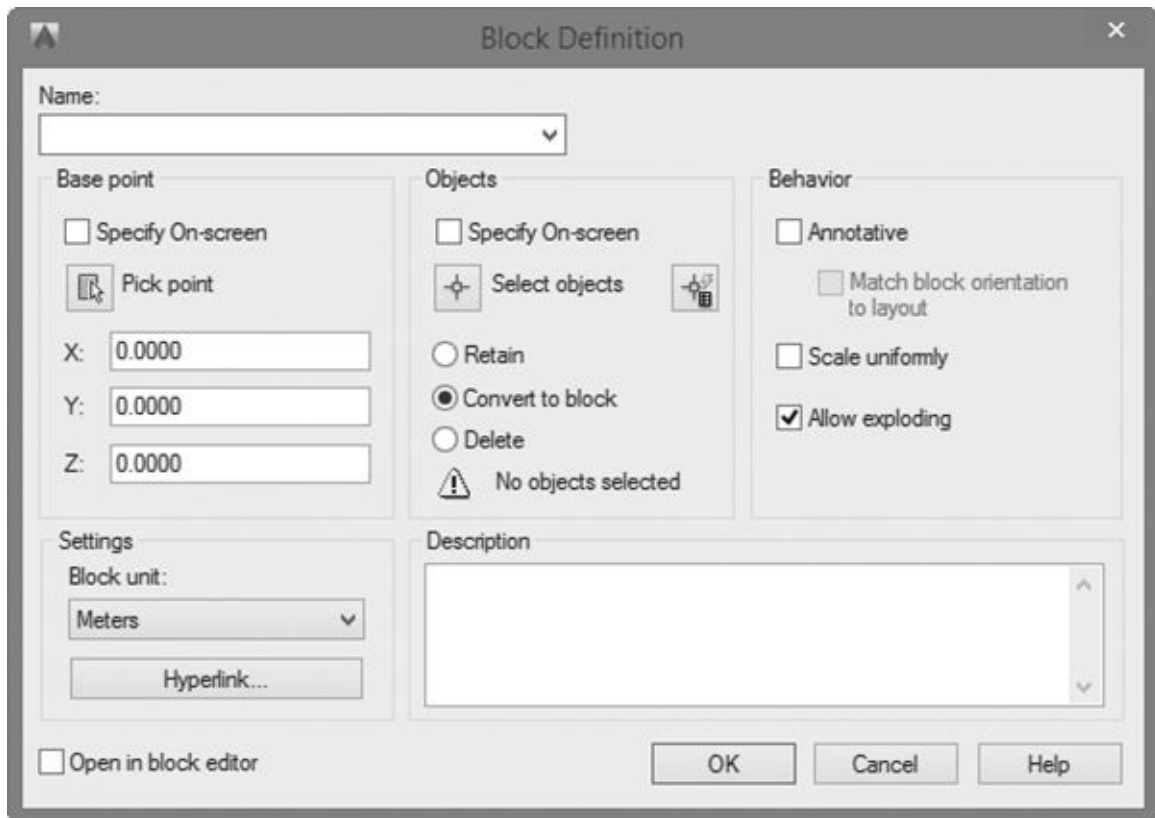 Block Definition
Name:
Base point
Specify On-screen
Pick point
X: 0.0000
Y: 0.0000
Z: 0.0000
Objects
Specify On-screen
Select objects
Retain
Convert to block
Delete
No objects selected
Behavior
Annotative
Match block orientation
to layout
Scale uniformly
Allow exploding
Settings
Block unit:
Meters
Hyperlink...
Description
Open in block editor
OK
Cancel
Help